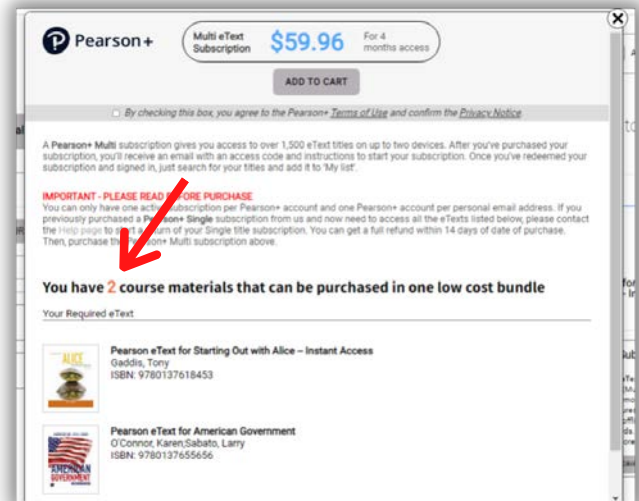 Pearson+
Multi eText
Subscription
$59.96
For 4
months access
ADD TO CART
By checking this box, you agree to the Pearson+ Terms of Use and confirm the Privacy Notice
A Pearson+ Multi subscription gives you access to over 1,500 eText titles on up to two devices. After you've purchased your
subscription, you'll receive an email with an access code and instructions to start your subscription. Once you've redeemed your
subscription and signed in, just search for your titles and add it to 'My list'.
IMPORTANT - PLEASE READ BEFORE PURCHASE
You can only have one active subscription per Pearson+ account and one Pearson+ account per personal email address. If you
previously purchased a Pearson+ Single subscription from us and now need to access all the eTexts listed below, please contact
the Help page to start a return of your Single title subscription. You can get a full refund within 14 days of date of purchase.
Then, purchase the Pearson+ Multi subscription above.
You have 2 course materials that can be purchased in one low cost bundle
Your Required eText
ALICE
Pearson eText for Starting Out with Alice – Instant Access
Gaddis, Tony
ISBN: 9780137618453
AMERICAN
GOVERNMENT
Pearson eText for American Government
O'Connor, Karen;Sabato, Larry
ISBN: 9780137655656